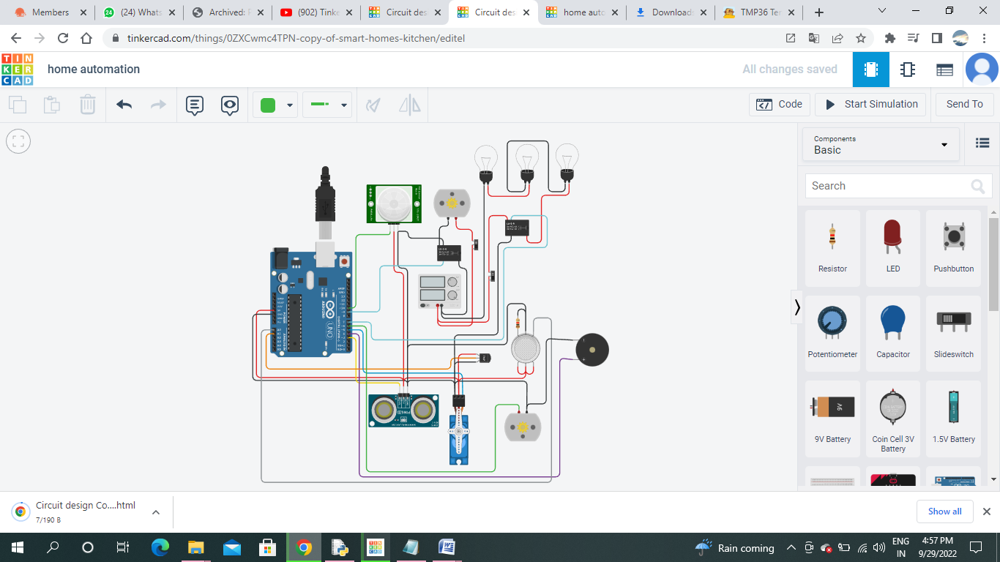 Members
(24) Whats
Archived: F
(902) Tinke
Circuit des
Circuit des
home auto
Downloads
TMP36 Tem
tinkercad.com/things/0ZXCwmc4TPN-copy-of-smart-homes-kitchen/editel
TIN
KER
CAD
home automation
All changes saved
Code
Start Simulation
Send To
Components
Basic
Search
Resistor
LED
Pushbutton
Potentiometer
Capacitor
Slideswitch
9V
9V Battery
Coin Cell 3V
Battery
1.5V Battery
ARDUINO
UNO
Circuit design Co....html
7/190 B
Show all
Rain coming
ENG
IN
4:57 PM
9/29/2022